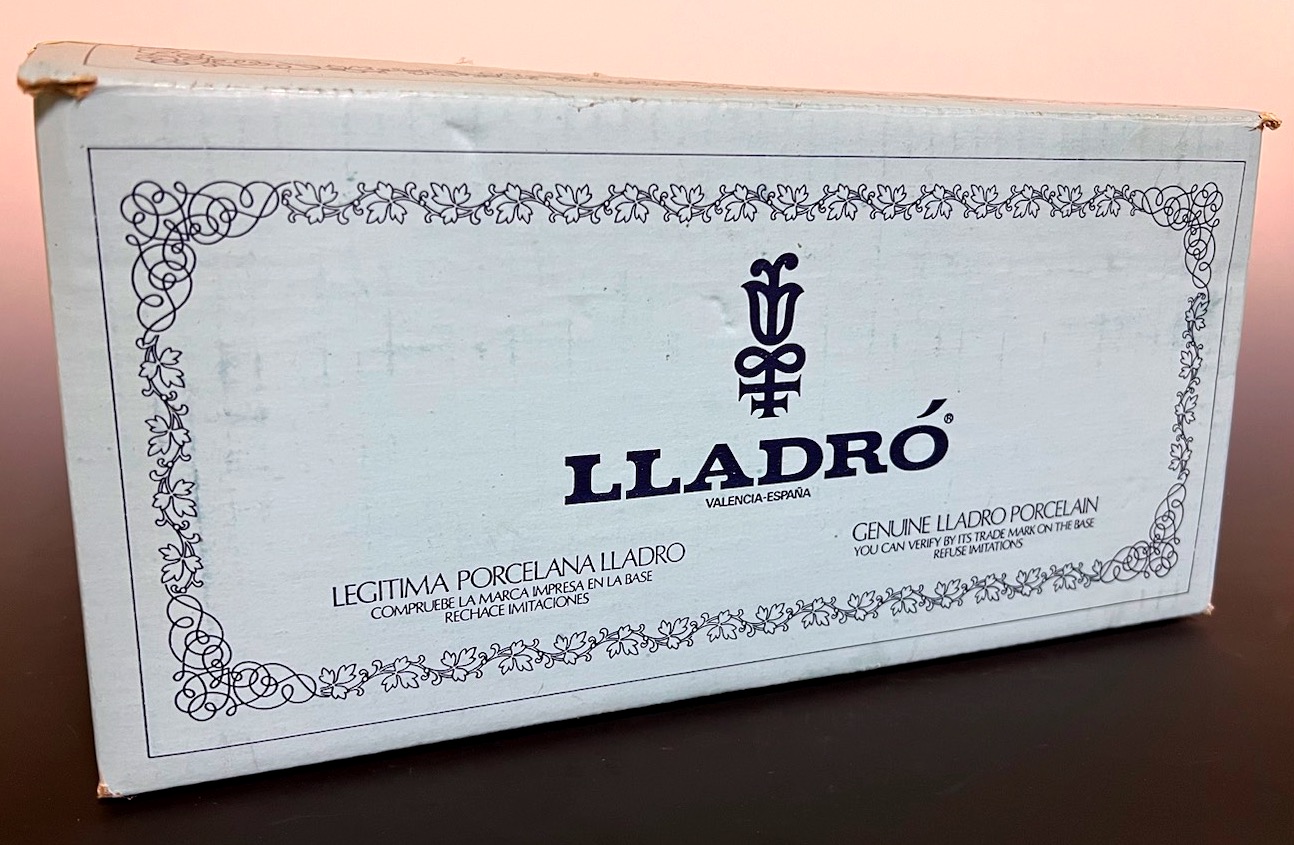 LLADRÓ®
VALENCIA-ESPAÑA
LEGITIMA PORCELANA LLADRO
COMPRUEBE LA MARCA IMPRESA EN LA BASE
RECHACE IMITACIONES
GENUINE LLADRO PORCELAIN
YOU CAN VERIFY BY ITS TRADE MARK ON THE BASE
REFUSE IMITATIONS